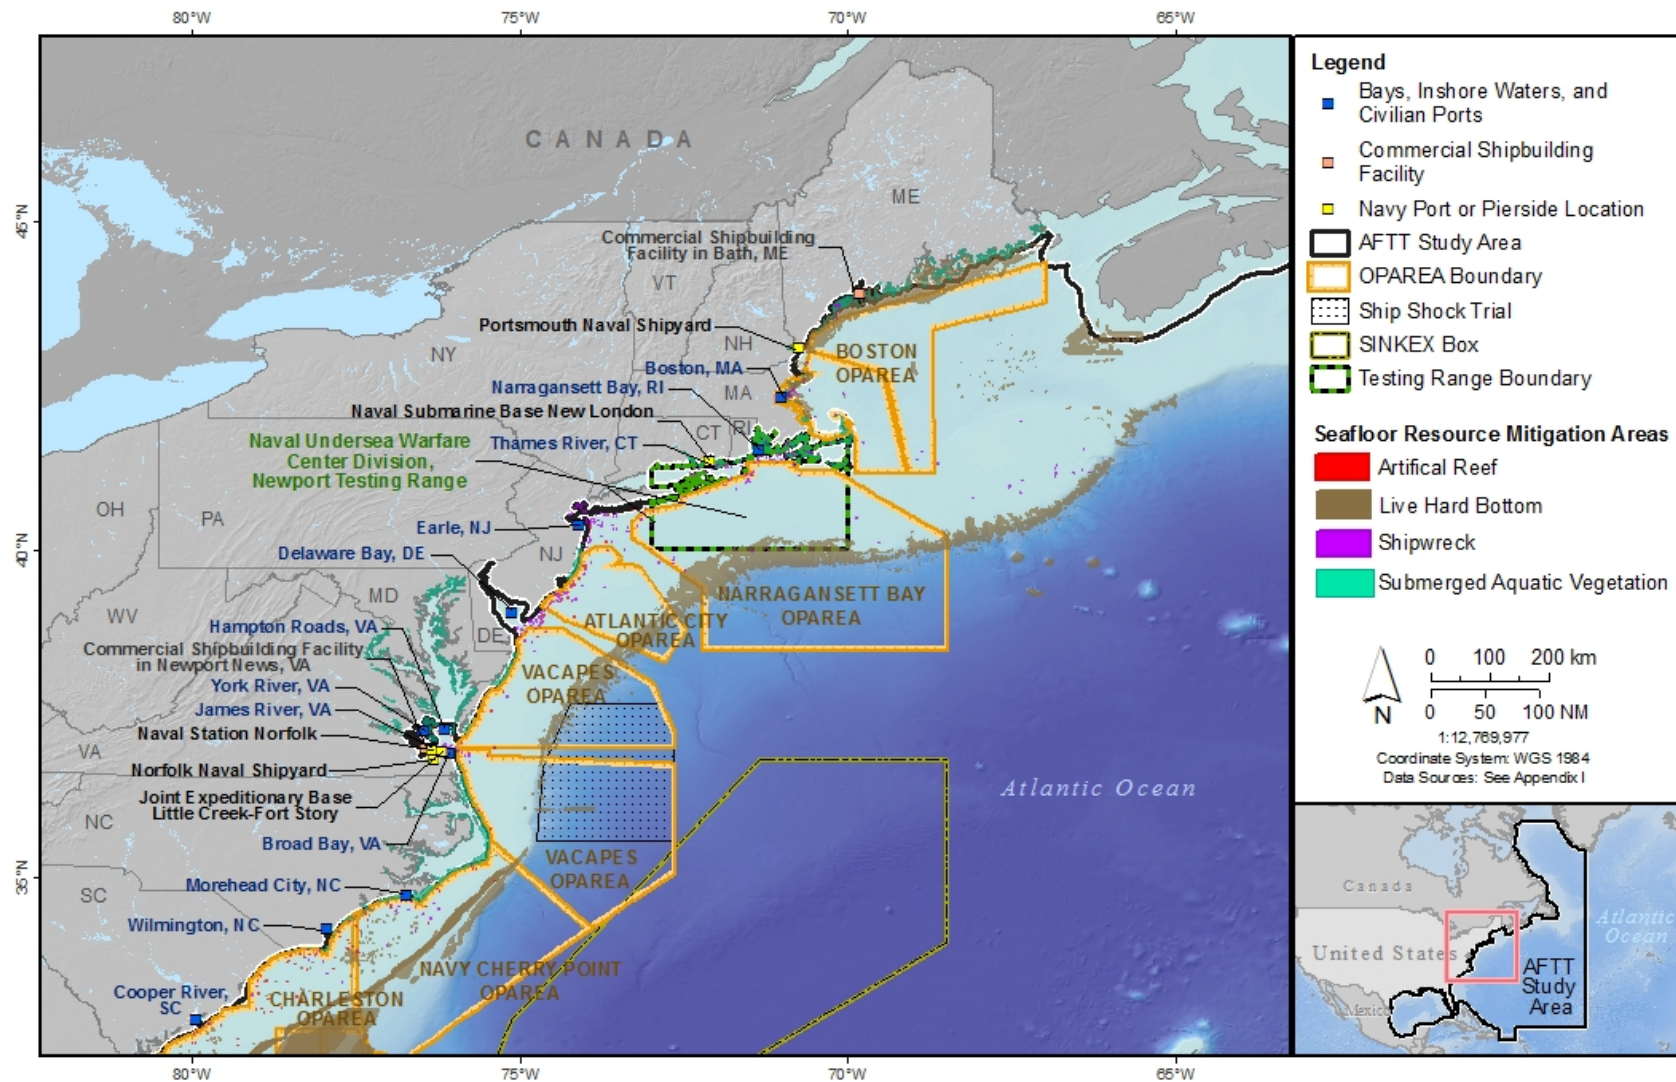 80°W
75°W
70°W
65°W
45°N
40°N
35°N
80°W
75°W
70°W
65°W
CANADA
ME
VT
NH
NY
MA
CT
RI
OH
PA
NJ
MD
WV
DE
VA
NC
SC
Commercial Shipbuilding
Facility in Bath, ME
Portsmouth Naval Shipyard
Boston, MA
Narragansett Bay, RI
Naval Submarine Base New London
Thames River, CT
Naval Undersea Warfare
Center Division,
Newport Testing Range
Earle, NJ
Delaware Bay, DE
Hampton Roads, VA
Commercial Shipbuilding Facility
in Newport News, VA
York River, VA
James River, VA
Naval Station Norfolk
Norfolk Naval Shipyard
Joint Expeditionary Base
Little Creek-Fort Story
Broad Bay, VA
Morehead City, NC
Wilmington, NC
Cooper River,
SC
BOSTON
OPAREA
NARRAGANSETT BAY
OPAREA
ATLANTIC CITY
OPAREA
VACAPES
OPAREA
VACAPES
OPAREA
NAVY CHERRY POINT
OPAREA
CHARLESTON
OPAREA
Atlantic Ocean
Legend
Bays, Inshore Waters, and
Civilian Ports
Commercial Shipbuilding
Facility
Navy Port or Pierside Location
AFTT Study Area
OPAREA Boundary
Ship Shock Trial
SINKEX Box
Testing Range Boundary
Seafloor Resource Mitigation Areas
Artifical Reef
Live Hard Bottom
Shipwreck
Submerged Aquatic Vegetation
N
0 100 200 km
0 50 100 NM
1:12,769,977
Coordinate System: WGS 1984
Data Sources: See Appendix I
Canada
United States
Mexico
Atlantic
Ocean
AFTT
Study
Area